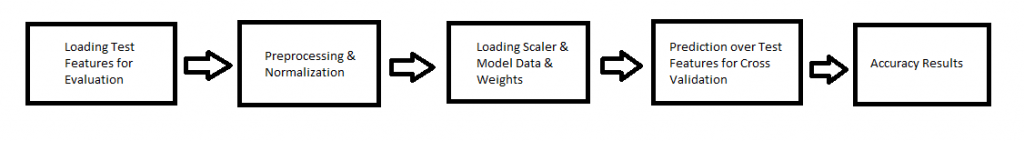 Loading Test
Features for
Evaluation
Preprocessing &
Normalization
Loading Scaler &
Model Data &
Weights
Prediction over Test
Features for Cross
Validation
Accuracy Results